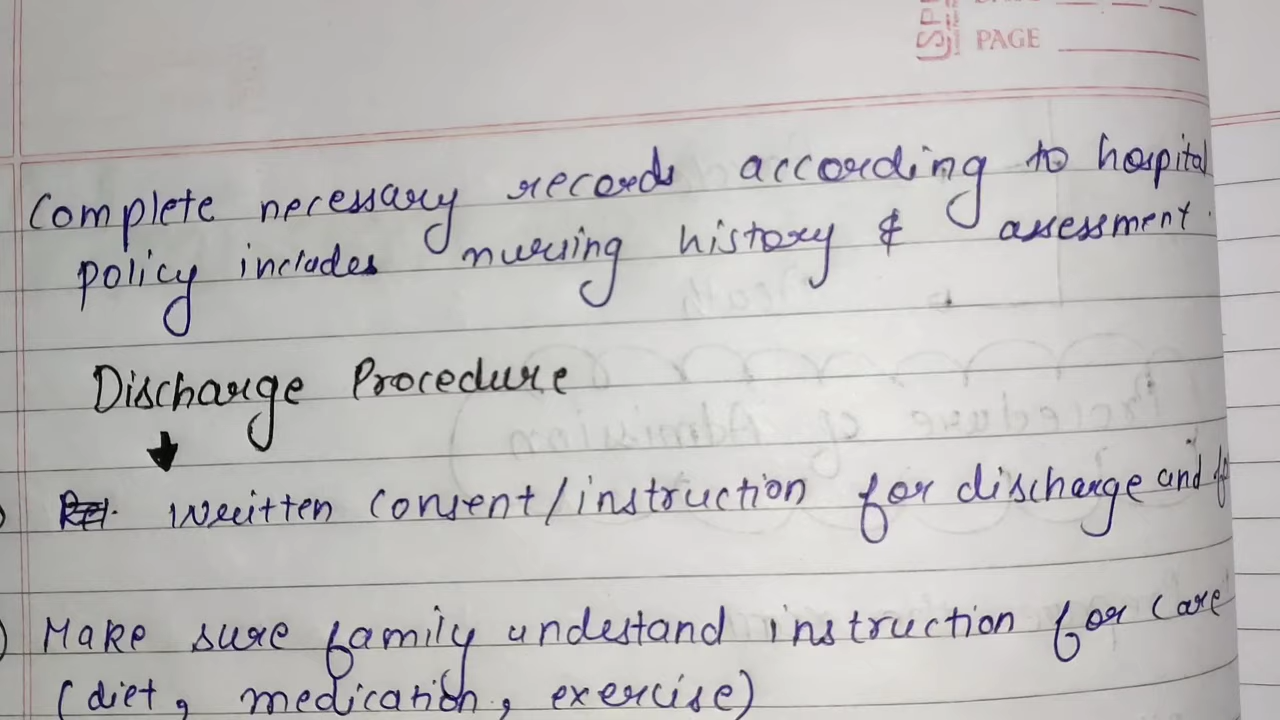 PAGE
Complete necessary records according to hospital
policy includes nursing history & assessment.
Discharge Procedure
Written consent/instruction for discharge and
Make sure family undestand instruction for care
(diet, medication, exercise)